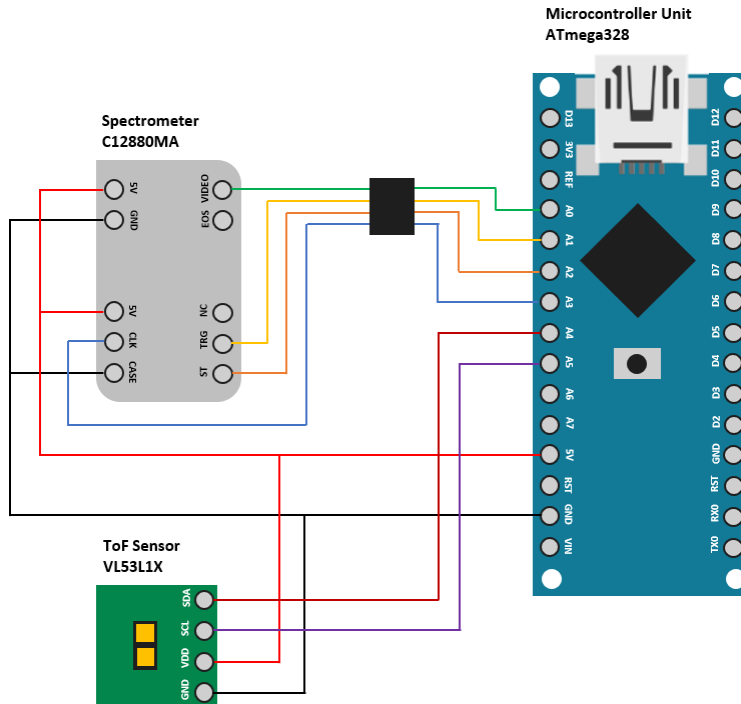 Microcontroller Unit
ATmega328
Spectrometer
C12880MA
5V
GND
5V
CLK
CASE
VIDEO
EOS
NC
TRG
ST
D13
3V3
REF
A0
A1
A2
A3
A4
A5
A6
A7
5V
RST
GND
VIN
D12
D11
D10
D9
D8
D7
D6
D5
D4
D3
D2
GND
RST
RX0
TX0
ToF Sensor
VL53L1X
SDA
SCL
VDD
GND